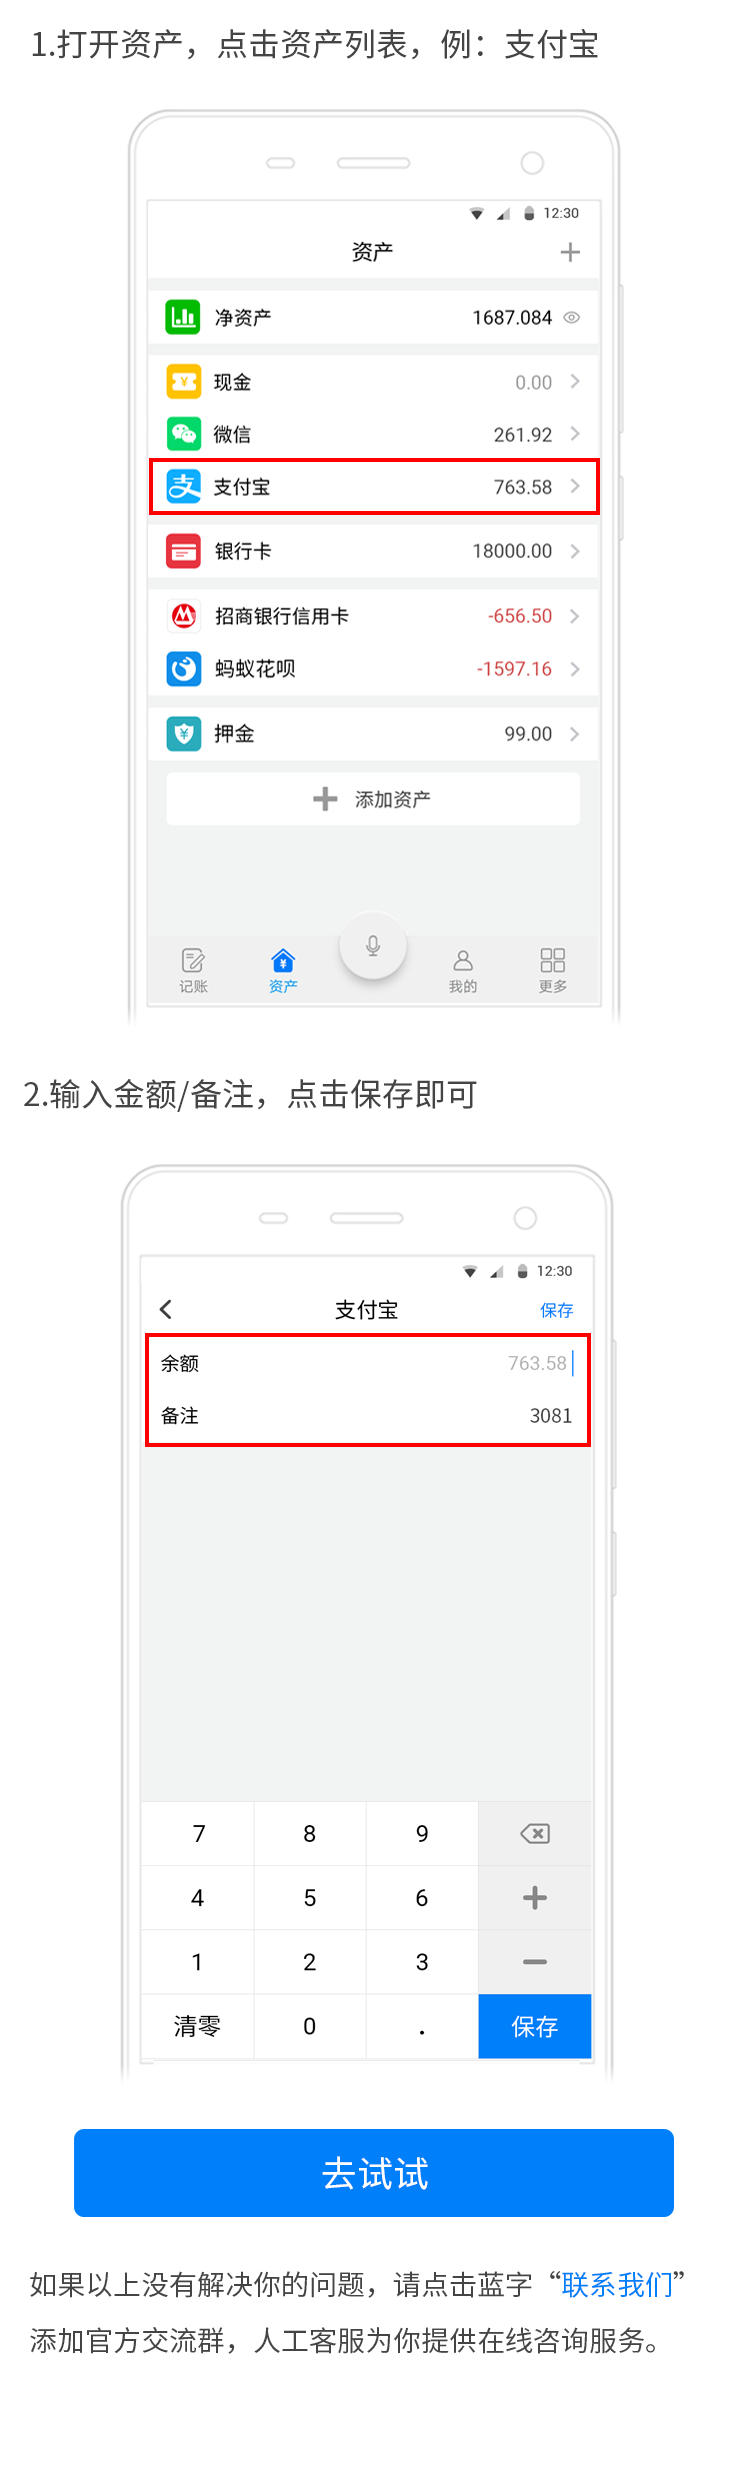 1.打开资产，点击资产列表，例：支付宝
12:30
资产
净资产 1687.084
现金 0.00
微信 261.92
支付宝 763.58
银行卡 18000.00
招商银行信用卡 -656.50
蚂蚁花呗 -1597.16
押金 99.00
添加资产
记账 资产 我的 更多
2.输入金额/备注，点击保存即可
12:30
支付宝 保存
余额 763.58
备注 3081
7 8 9
4 5 6 +
1 2 3 −
清零 0 . 保存
去试试
如果以上没有解决你的问题，请点击蓝字“联系我们”
添加官方交流群，人工客服为你提供在线咨询服务。